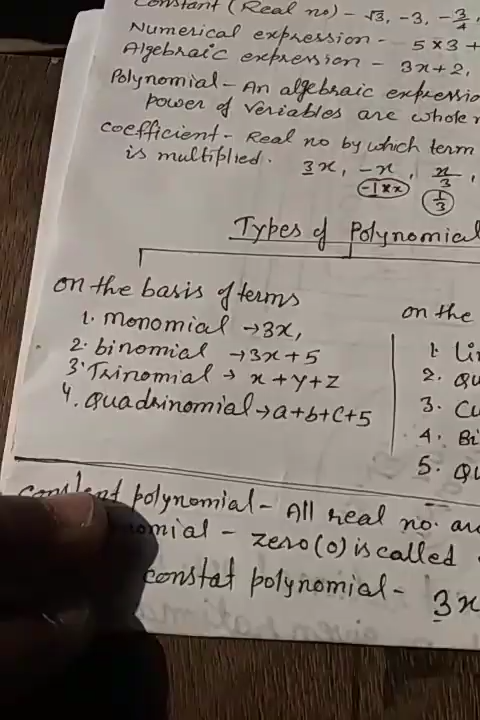 Constant (Real no) - √3, -3, -3/4,
Numerical expression - 5 × 3 +
Algebraic expression - 3x + 2,
Polynomial - An algebraic expressio
power of Variables are whole
coefficient - Real no by which term
is multiplied. 3x, -x, x/3,
-1 × x 1/3
Types of Polynomial
on the basis of terms
1. monomial → 3x,
2. binomial → 3x + 5
3. Trinomial → x + y + z
4. Quadrinomial → a + b + c + 5
on the
1. Li
2. Qu
3. Cu
4. Bi
5. Qu
constant polynomial - All real no. are
omial - zero (0) is called
constat polynomial - 3x